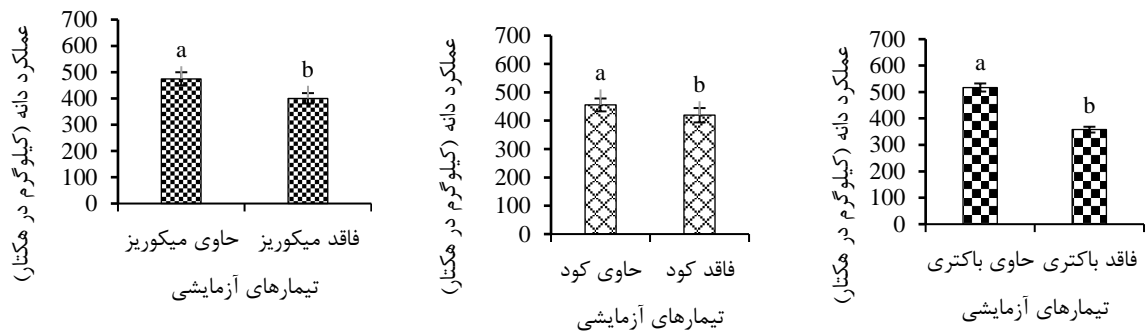 عملکرد دانه (کیلوگرم در هکتار)
700
600
500
400
300
200
100
0
a
b
حاوی میکوریز
فاقد میکوریز
تیمارهای آزمایشی
عملکرد دانه (کیلوگرم در هکتار)
700
600
500
400
300
200
100
0
a
b
حاوی کود
فاقد کود
تیمارهای آزمایشی
عملکرد دانه (کیلوگرم در هکتار)
700
600
500
400
300
200
100
0
a
b
حاوی باکتری
فاقد باکتری
تیمارهای آزمایشی